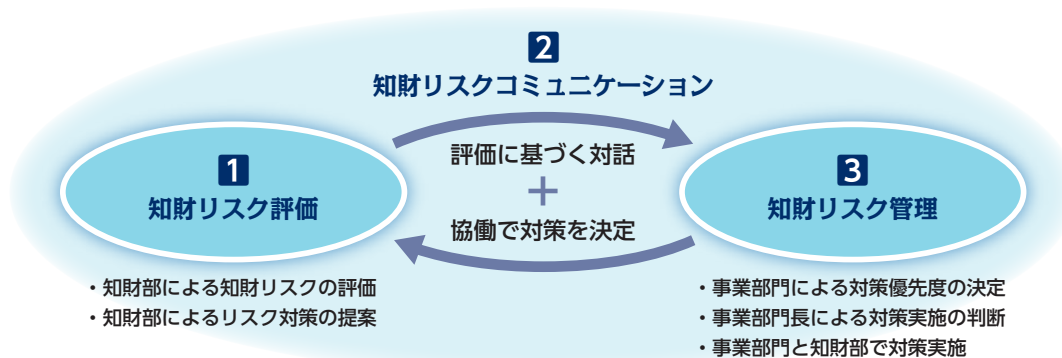 2
知財リスクコミュニケーション
1
知財リスク評価
評価に基づく対話
+
協働で対策を決定
3
知財リスク管理
・知財部による知財リスクの評価
・知財部によるリスク対策の提案
・事業部門による対策優先度の決定
・事業部門長による対策実施の判断
・事業部門と知財部で対策実施